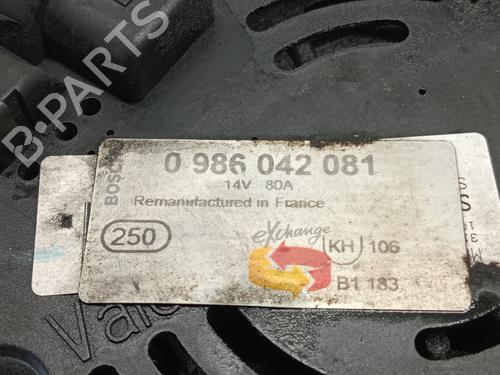 B-PARTS
BOSCH
0 986 042 081
14V 80A
Remanufactured in France
250
eXchange
KH 106
B1 183
Vale